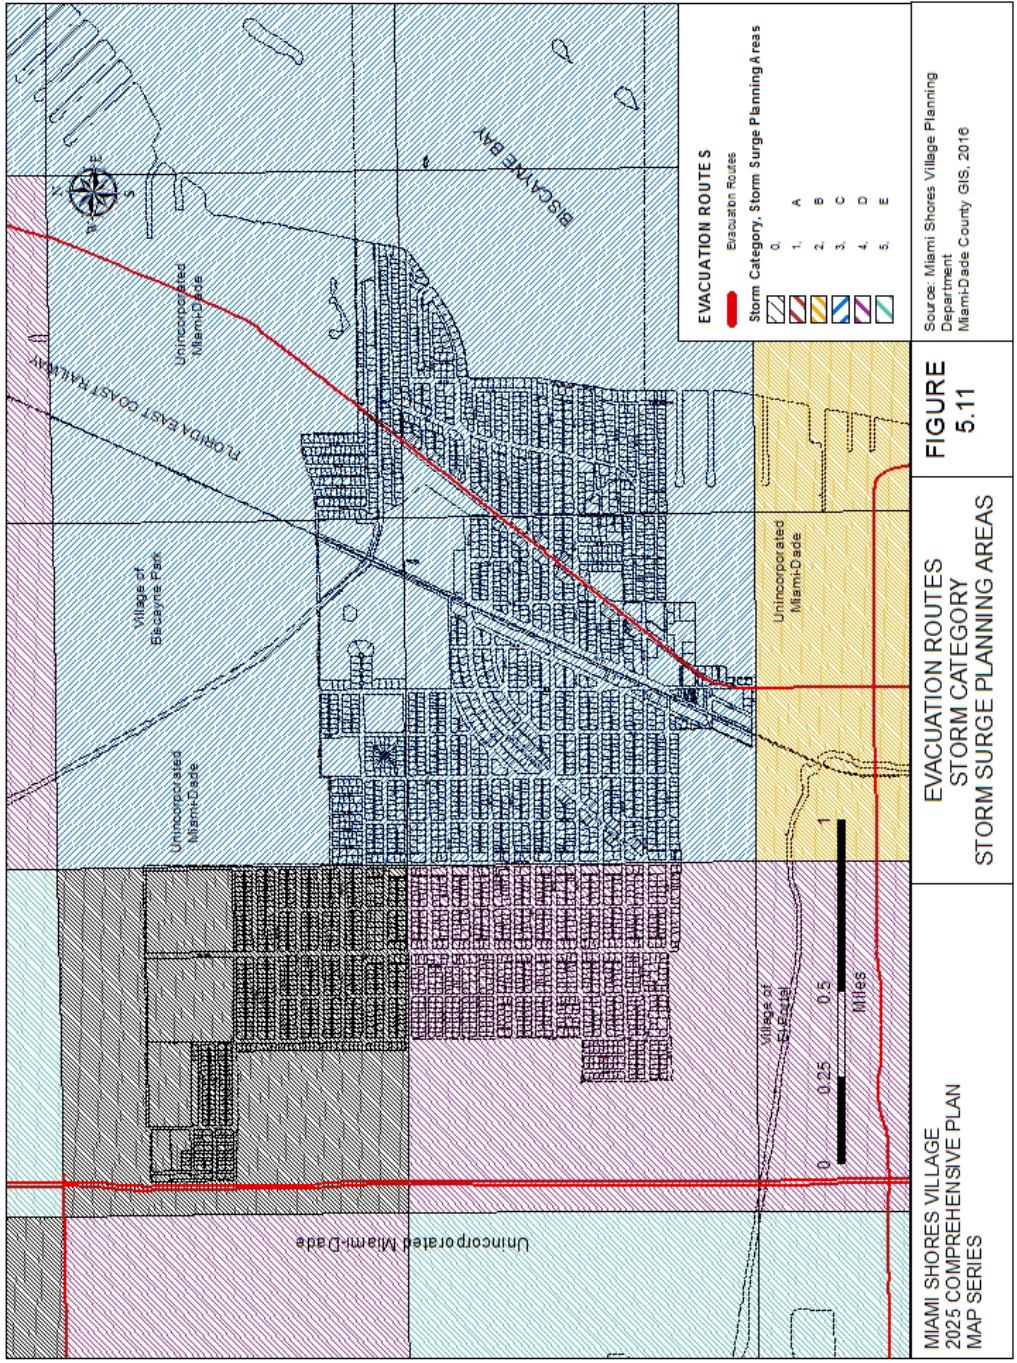 N
E
S
W
FLORIDA EAST COAST RAILWAY
Unincorporated
Miami-Dade
BISCAYNE BAY
Village of
Biscayne Park
Unincorporated
Miami-Dade
Unincorporated
Miami-Dade
Village of
El Portal
Unincorporated Miami-Dade
0 0.25 0.5 1
Miles
EVACUATION ROUTES
Evacuation Routes
Storm Category, Storm Surge Planning Areas
0,
1, A
2, B
3, C
4, D
5, E
MIAMI SHORES VILLAGE
2025 COMPREHENSIVE PLAN
MAP SERIES
EVACUATION ROUTES
STORM CATEGORY
STORM SURGE PLANNING AREAS
FIGURE
5.11
Source: Miami Shores Village Planning
Department
Miami-Dade County GIS, 2016